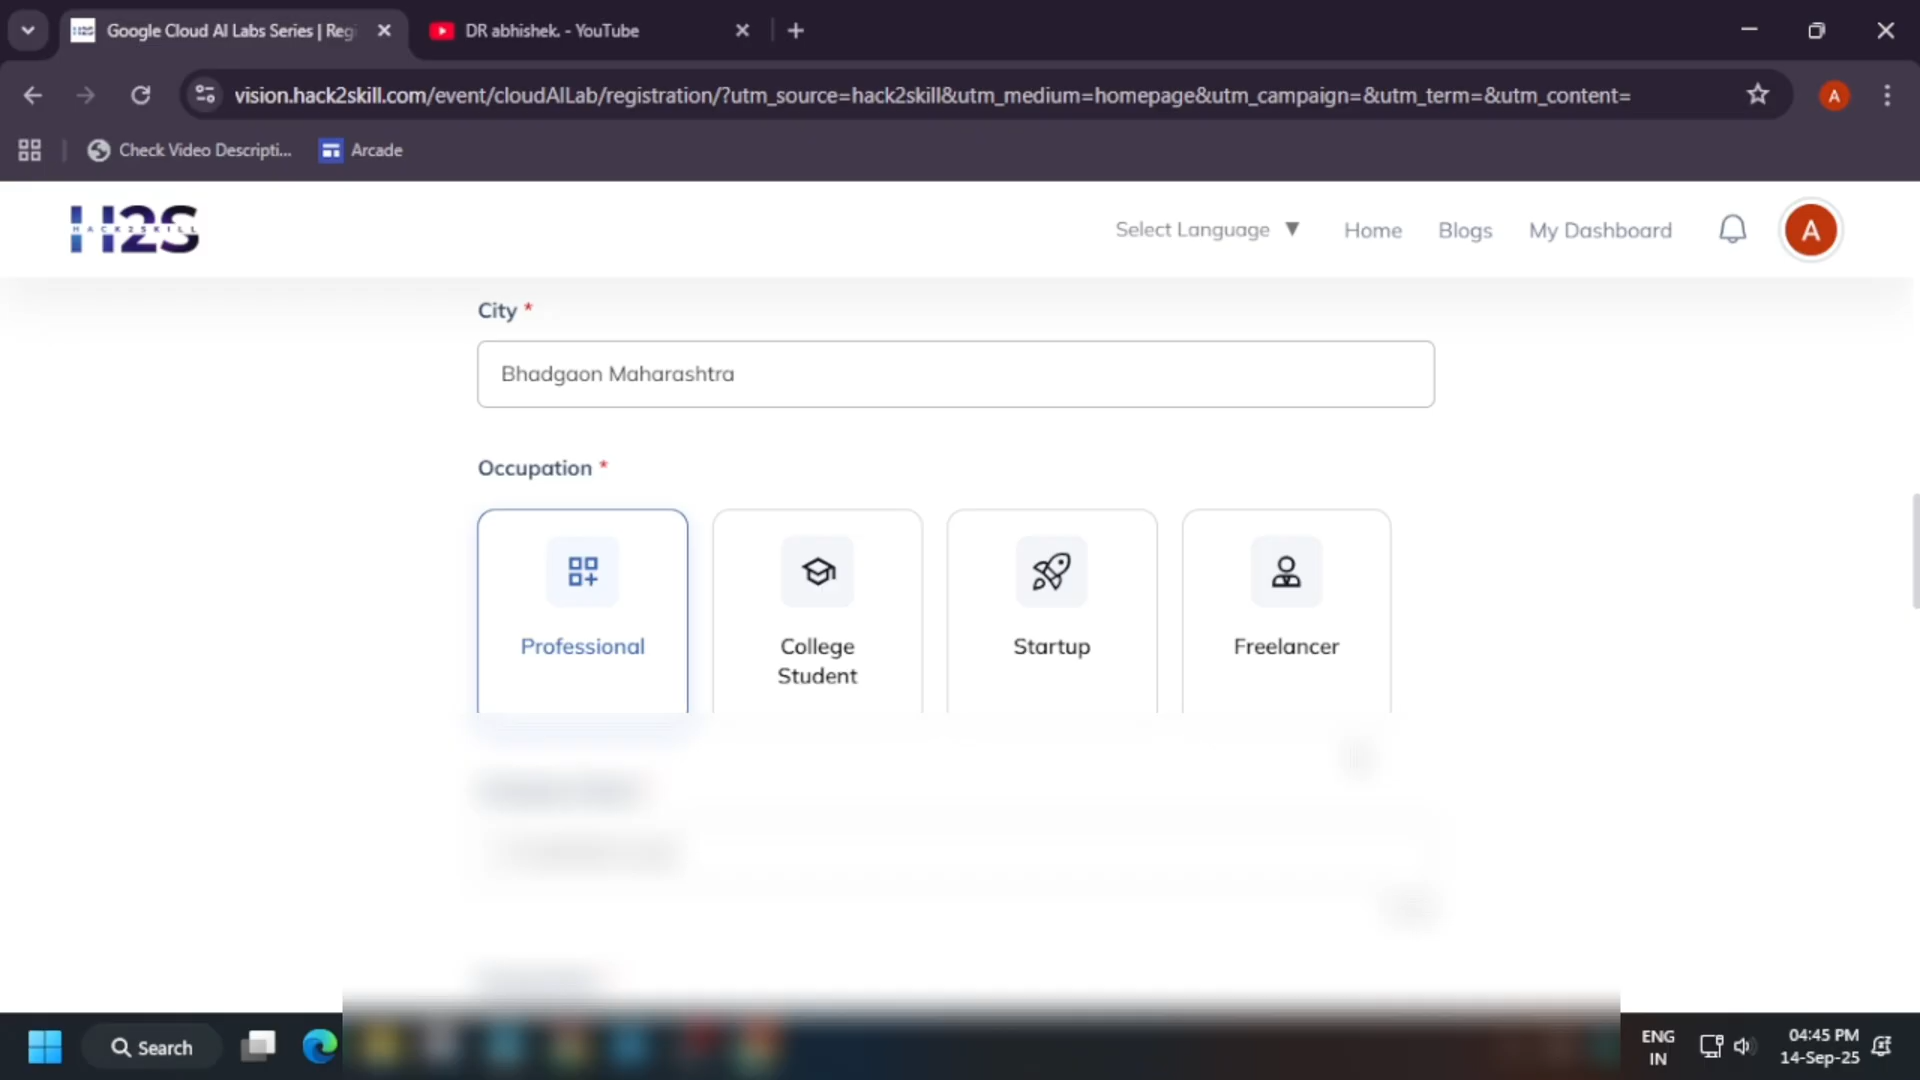 Google Cloud AI Labs Series | Reg
DR abhishek. - YouTube
vision.hack2skill.com/event/cloudAILab/registration/?utm_source=hack2skill&utm_medium=homepage&utm_campaign=&utm_term=&utm_content=
A
Check Video Descripti...
Arcade
H2S
HACK2SKILL
Select Language ▼
Home
Blogs
My Dashboard
A
City *
Bhadgaon Maharashtra
Occupation *
Professional
College
Student
Startup
Freelancer
Search
ENG
IN
04:45 PM
14-Sep-25